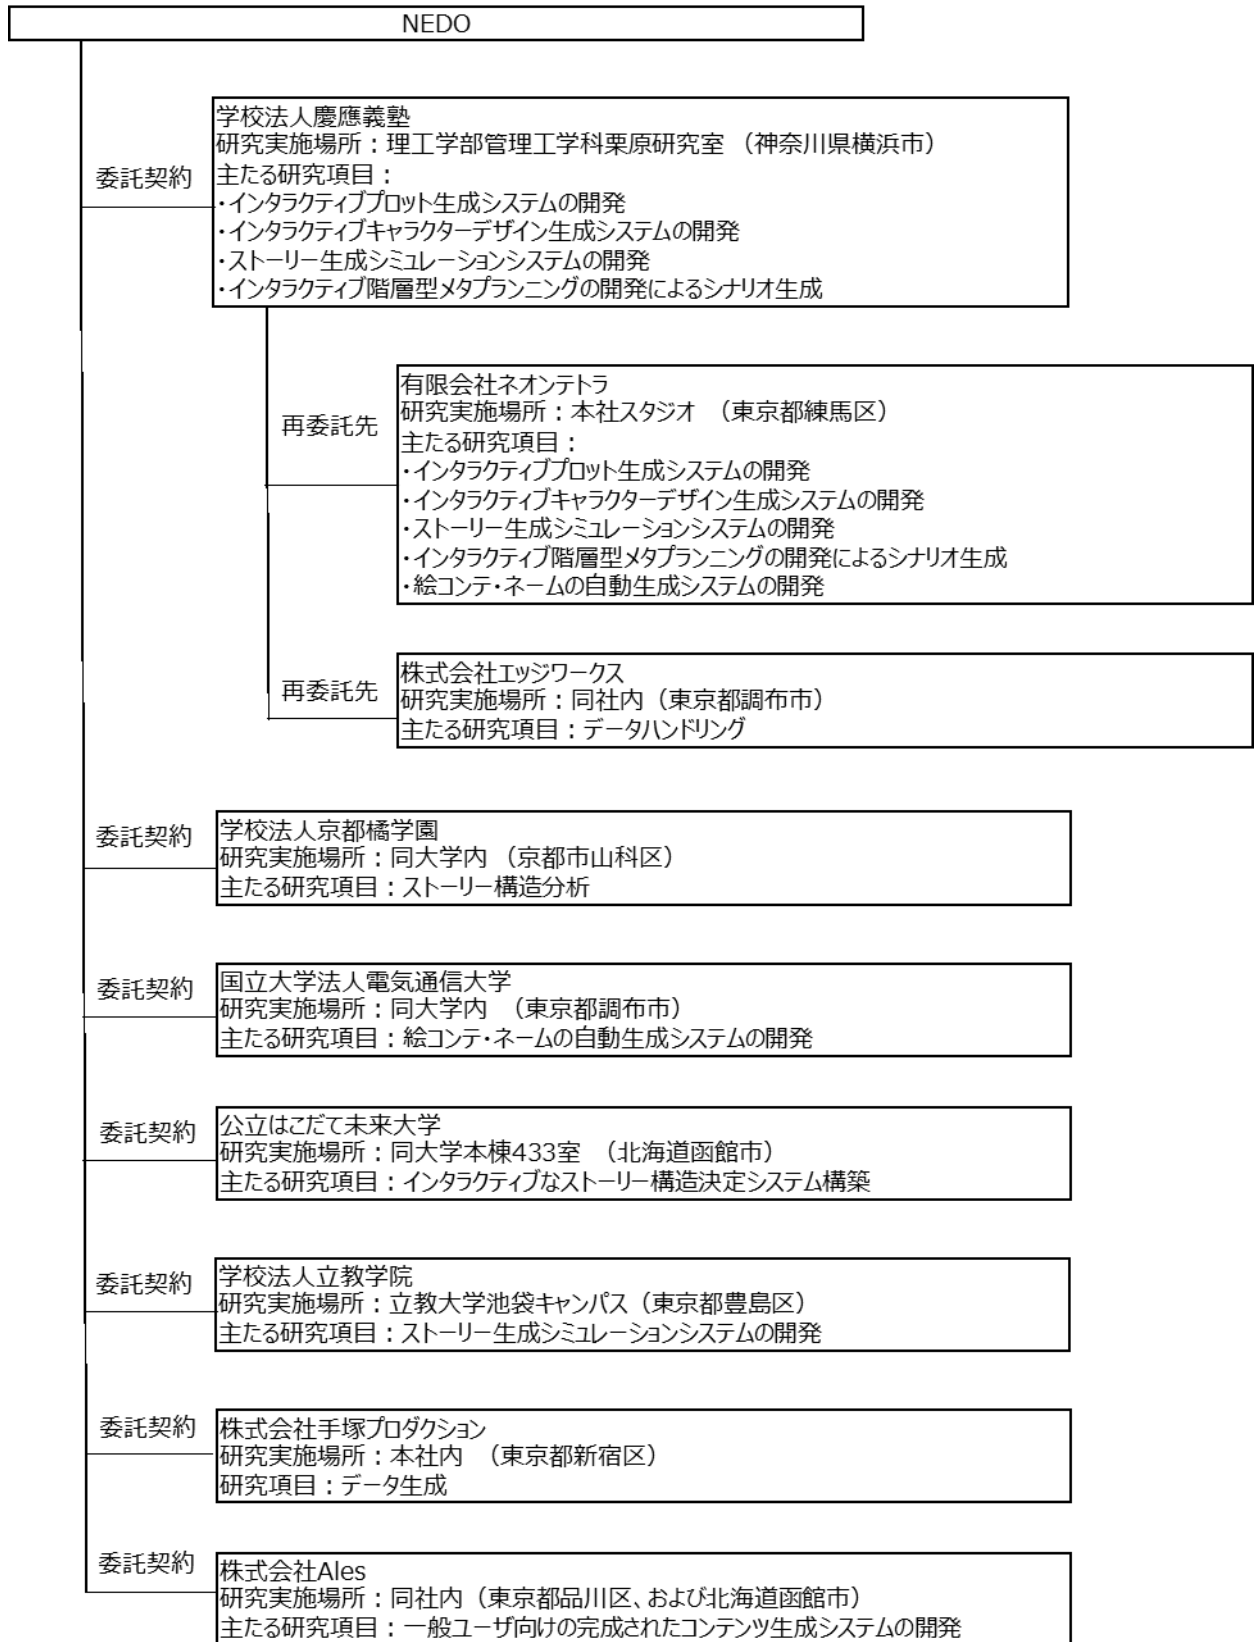 NEDO
委託契約
学校法人慶應義塾
研究実施場所：理工学部管理工学科栗原研究室 （神奈川県横浜市）
主たる研究項目：
・インタラクティブプロット生成システムの開発
・インタラクティブキャラクターデザイン生成システムの開発
・ストーリー生成シミュレーションシステムの開発
・インタラクティブ階層型メタプランニングの開発によるシナリオ生成
再委託先
有限会社ネオンテトラ
研究実施場所：本社スタジオ　（東京都練馬区）
主たる研究項目：
・インタラクティブプロット生成システムの開発
・インタラクティブキャラクターデザイン生成システムの開発
・ストーリー生成シミュレーションシステムの開発
・インタラクティブ階層型メタプランニングの開発によるシナリオ生成
・絵コンテ・ネームの自動生成システムの開発
再委託先
株式会社エッジワークス
研究実施場所：同社内（東京都調布市）
主たる研究項目：データハンドリング
委託契約
学校法人京都橘学園
研究実施場所：同大学内 （京都市山科区）
主たる研究項目：ストーリー構造分析
委託契約
国立大学法人電気通信大学
研究実施場所：同大学内　（東京都調布市）
主たる研究項目：絵コンテ・ネームの自動生成システムの開発
委託契約
公立はこだて未来大学
研究実施場所：同大学本棟433室　（北海道函館市）
主たる研究項目：インタラクティブなストーリー構造決定システム構築
委託契約
学校法人立教学院
研究実施場所：立教大学池袋キャンパス（東京都豊島区）
主たる研究項目：ストーリー生成シミュレーションシステムの開発
委託契約
株式会社手塚プロダクション
研究実施場所：本社内　（東京都新宿区）
研究項目：データ生成
委託契約
株式会社Ales
研究実施場所：同社内（東京都品川区、および北海道函館市）
主たる研究項目：一般ユーザ向けの完成されたコンテンツ生成システムの開発